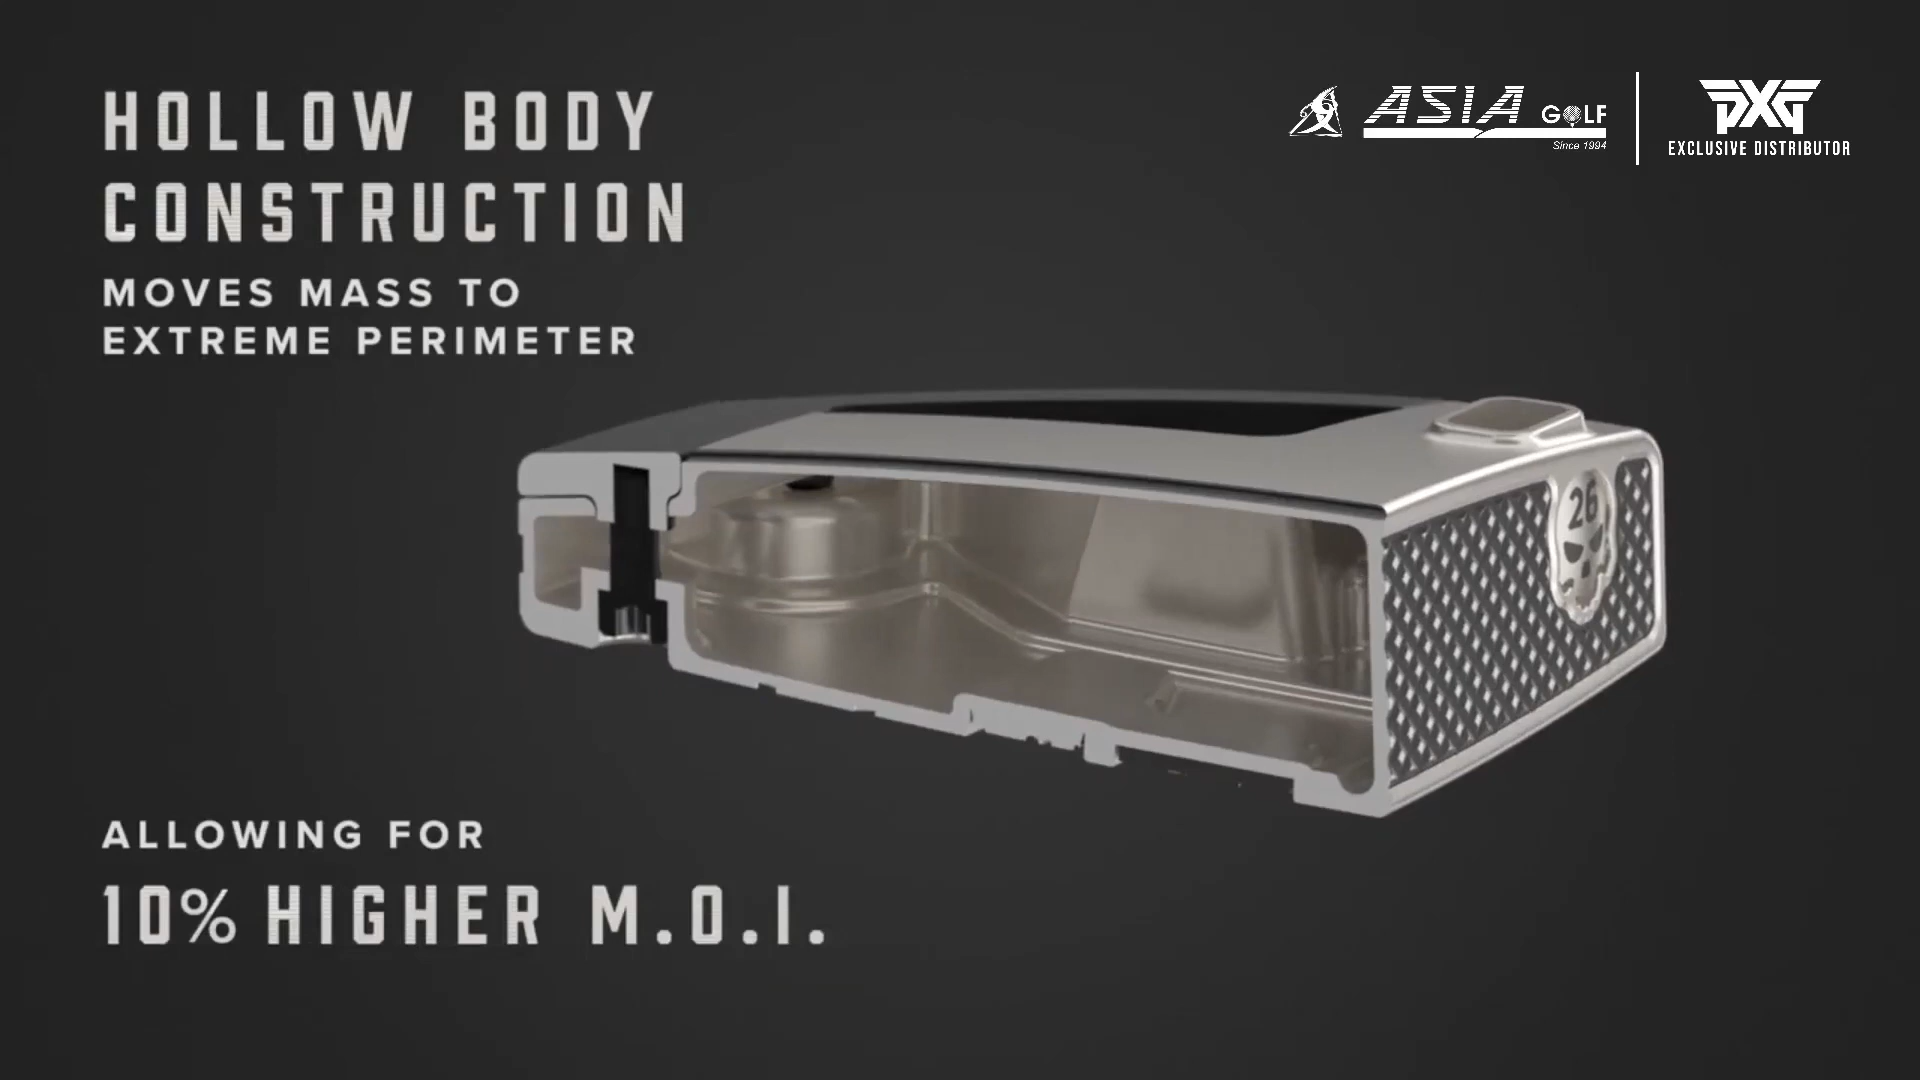 HOLLOW BODY
CONSTRUCTION
MOVES MASS TO
EXTREME PERIMETER
ASIA GOLF
Since 1994
PXG
EXCLUSIVE DISTRIBUTOR
26
ALLOWING FOR
10% HIGHER M.O.I.